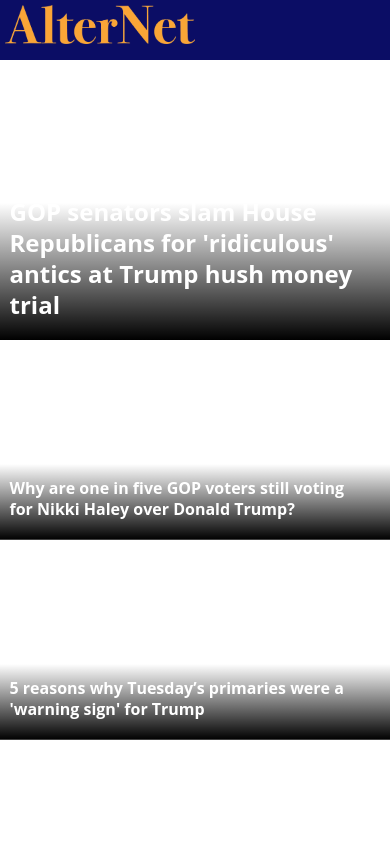 AlterNet
GOP senators slam House
Republicans for 'ridiculous'
antics at Trump hush money
trial
Why are one in five GOP voters still voting
for Nikki Haley over Donald Trump?
5 reasons why Tuesday's primaries were a
'warning sign' for Trump